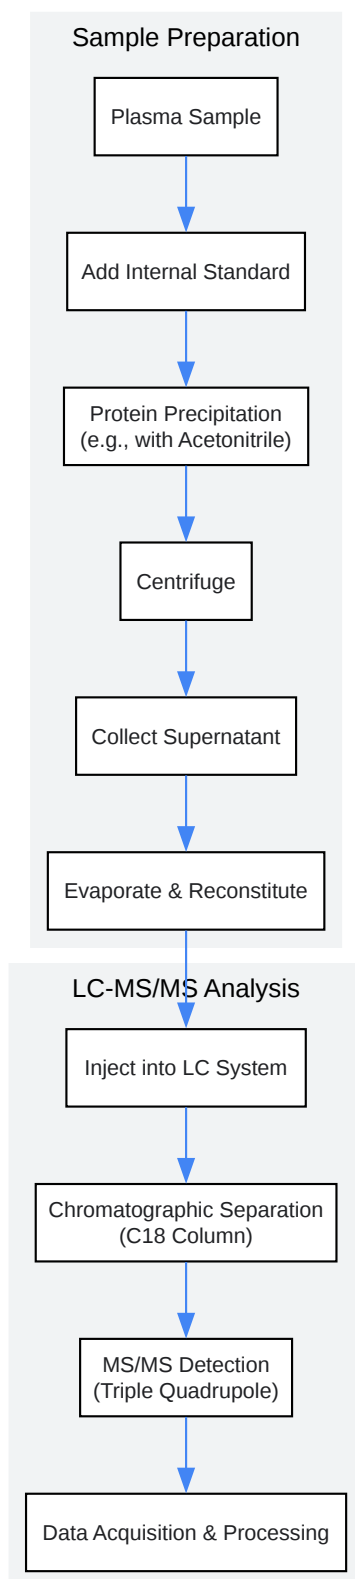 Sample Preparation
Plasma Sample
Add Internal Standard
Protein Precipitation
(e.g., with Acetonitrile)
Centrifuge
Collect Supernatant
Evaporate & Reconstitute
LC-MS/MS Analysis
Inject into LC System
Chromatographic Separation
(C18 Column)
MS/MS Detection
(Triple Quadrupole)
Data Acquisition & Processing